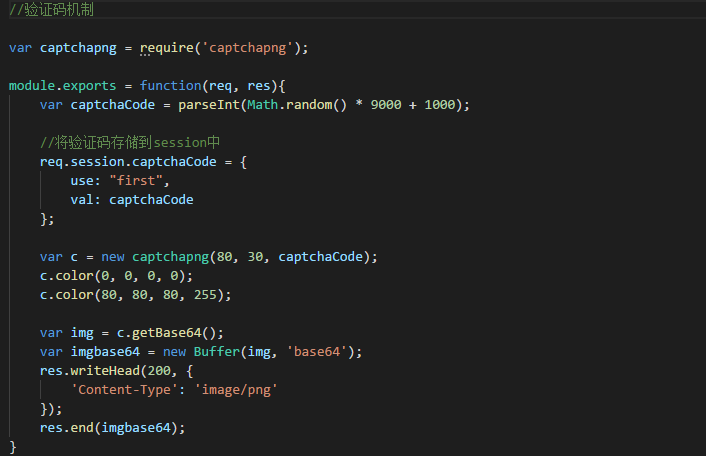 //验证码机制
var captchapng = require('captchapng');
module.exports = function(req, res){
    var captchaCode = parseInt(Math.random() * 9000 + 1000);
    //将验证码存储到session中
    req.session.captchaCode = {
        use: "first",
        val: captchaCode
    };
    var c = new captchapng(80, 30, captchaCode);
    c.color(0, 0, 0, 0);
    c.color(80, 80, 80, 255);
    var img = c.getBase64();
    var imgbase64 = new Buffer(img, 'base64');
    res.writeHead(200, {
        'Content-Type': 'image/png'
    });
    res.end(imgbase64);
}